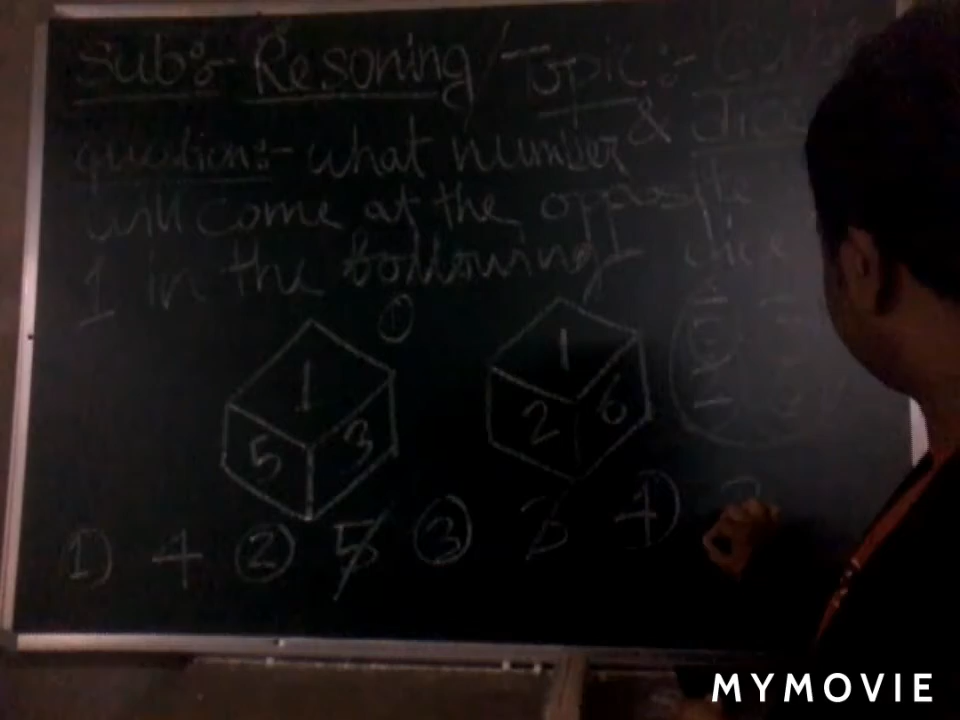 Sub:- Resoning / Topic:- Cube
& dice
question:- what number
will come at the opposite
1 in the following dice
1
1 5 3
1 2 6
1) 4 2) 5 3) 3 4)
MYMOVIE